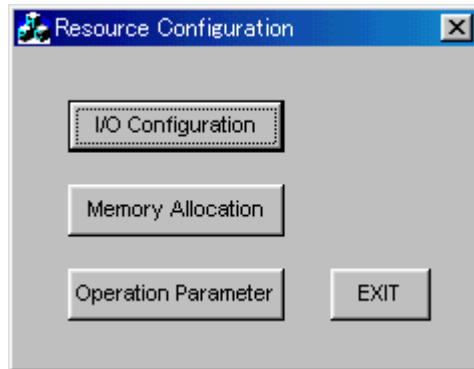 Resource Configuration
I/O Configuration
Memory Allocation
Operation Parameter
EXIT